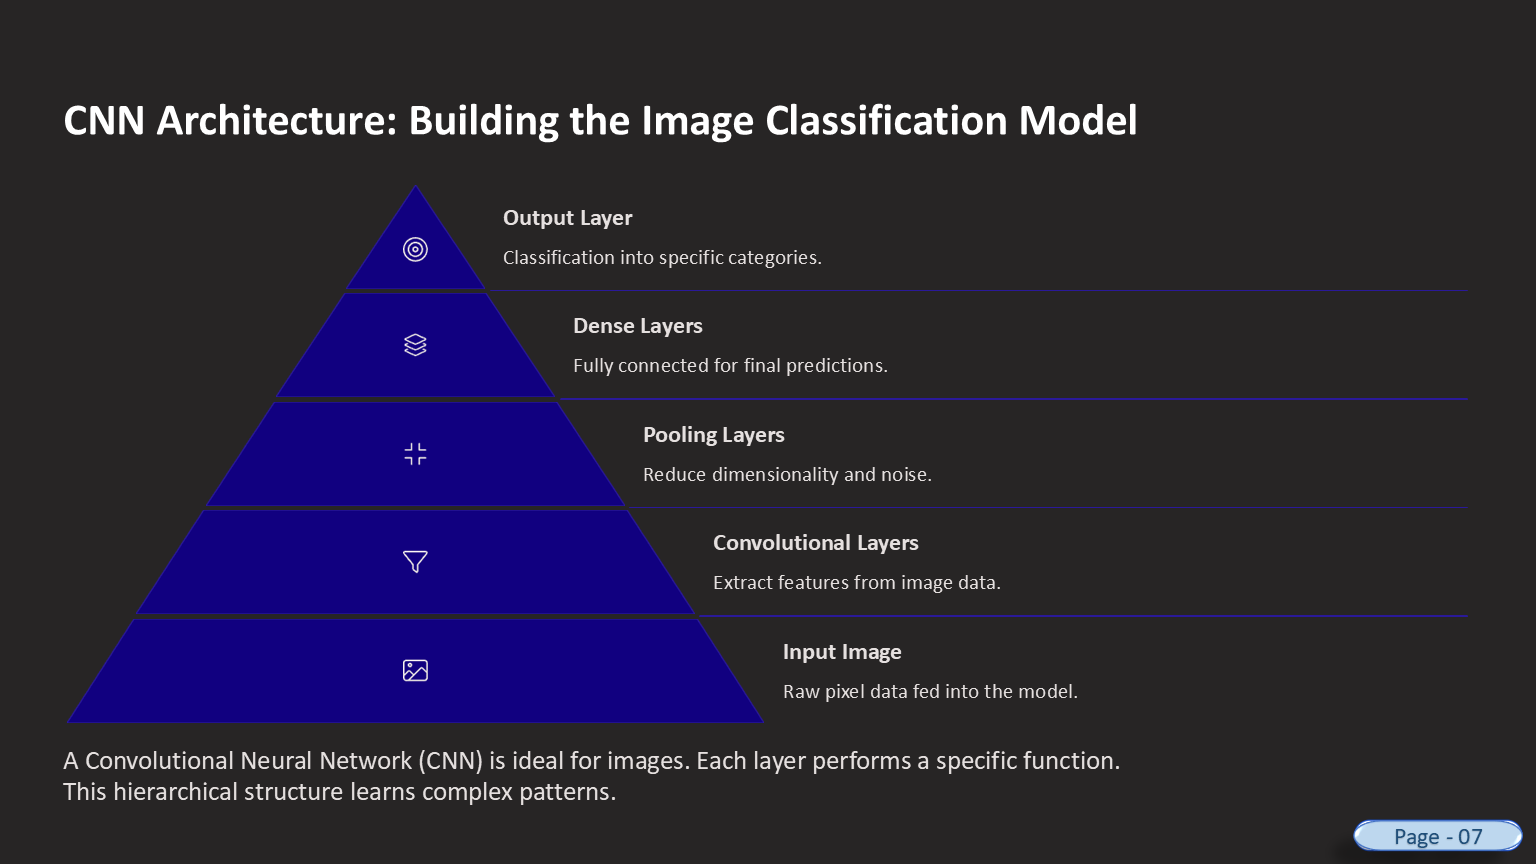 CNN Architecture: Building the Image Classification Model
Output Layer
Classification into specific categories.
Dense Layers
Fully connected for final predictions.
Pooling Layers
Reduce dimensionality and noise.
Convolutional Layers
Extract features from image data.
Input Image
Raw pixel data fed into the model.
A Convolutional Neural Network (CNN) is ideal for images. Each layer performs a specific function.
This hierarchical structure learns complex patterns.
Page - 07